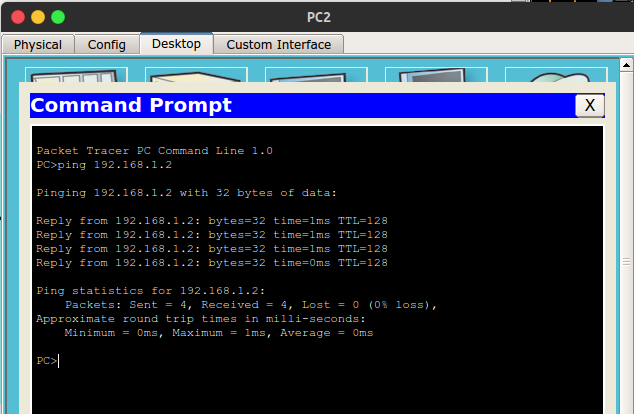 PC2
Physical Config Desktop Custom Interface
Command Prompt X
Packet Tracer PC Command Line 1.0
PC>ping 192.168.1.2
Pinging 192.168.1.2 with 32 bytes of data:
Reply from 192.168.1.2: bytes=32 time=1ms TTL=128
Reply from 192.168.1.2: bytes=32 time=1ms TTL=128
Reply from 192.168.1.2: bytes=32 time=1ms TTL=128
Reply from 192.168.1.2: bytes=32 time=0ms TTL=128
Ping statistics for 192.168.1.2:
Packets: Sent = 4, Received = 4, Lost = 0 (0% loss),
Approximate round trip times in milli-seconds:
Minimum = 0ms, Maximum = 1ms, Average = 0ms
PC>